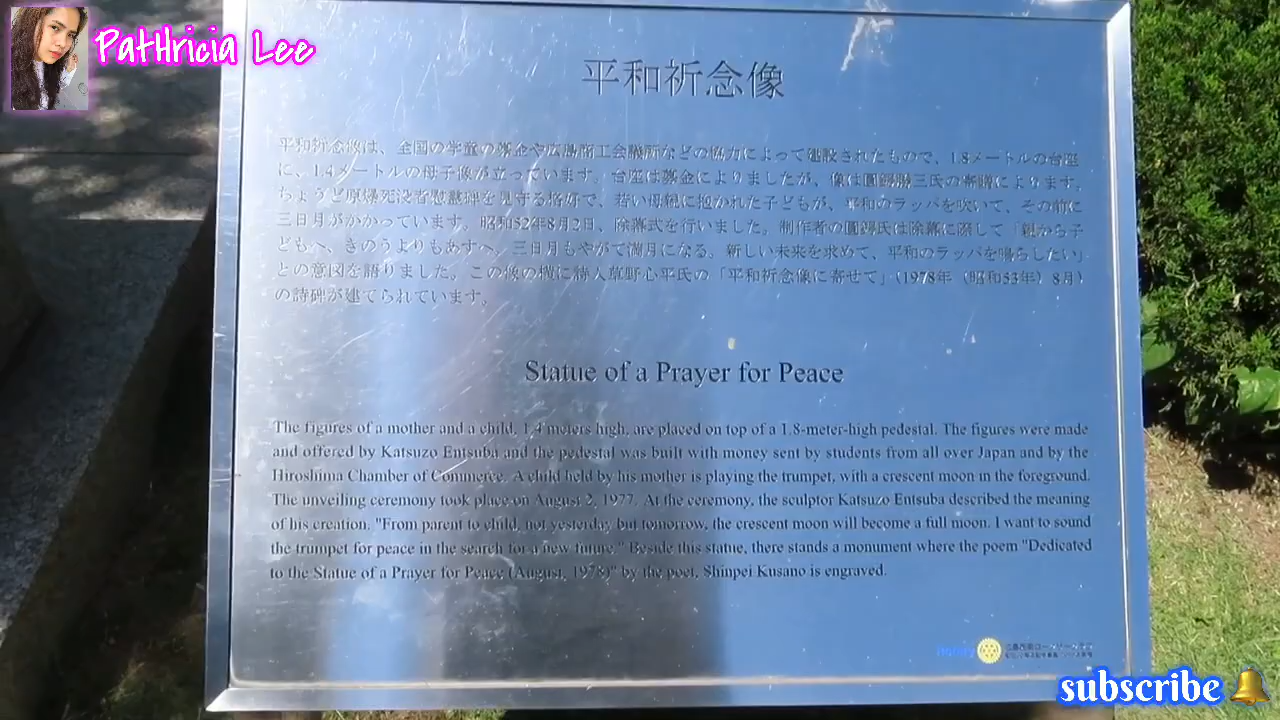 PatHricia Lee
平和祈念像
平和祈念像は、全国の学童の募金や広島商工会議所などの協力によって建設されたもので、1.8メートルの台座
に、1.4メートルの母子像が立っています。台座は募金によりましたが、像は圓鍔勝三氏の寄贈によります。
ちょうど原爆死没者慰霊碑を見守る格好で、若い母親に抱かれた子どもが、平和のラッパを吹いて、その前に
三日月がかかっています。昭和52年8月2日、除幕式を行いました。制作者の圓鍔氏は除幕に際して「親から子
どもへ、きのうよりもあすへ、三日月もやがて満月になる。新しい未来を求めて、平和のラッパを鳴らしたい」
との意図を語りました。この像の横に詩人草野心平氏の「平和祈念像に寄せて」(1978年(昭和53年)8月)
の詩碑が建てられています。
Statue of a Prayer for Peace
The figures of a mother and a child, 1.4 meters high, are placed on top of a 1.8-meter-high pedestal. The figures were made
and offered by Katsuzo Entsuba and the pedestal was built with money sent by students from all over Japan and by the
Hiroshima Chamber of Commerce. A child held by his mother is playing the trumpet, with a crescent moon in the foreground.
The unveiling ceremony took place on August 2, 1977. At the ceremony, the sculptor Katsuzo Entsuba described the meaning
of his creation. "From parent to child, not yesterday but tomorrow, the crescent moon will become a full moon. I want to sound
the trumpet for peace in the search for a new future." Beside this statue, there stands a monument where the poem "Dedicated
to the Statue of a Prayer for Peace (August, 1978)" by the poet, Shinpei Kusano is engraved.
Rotary
subscribe